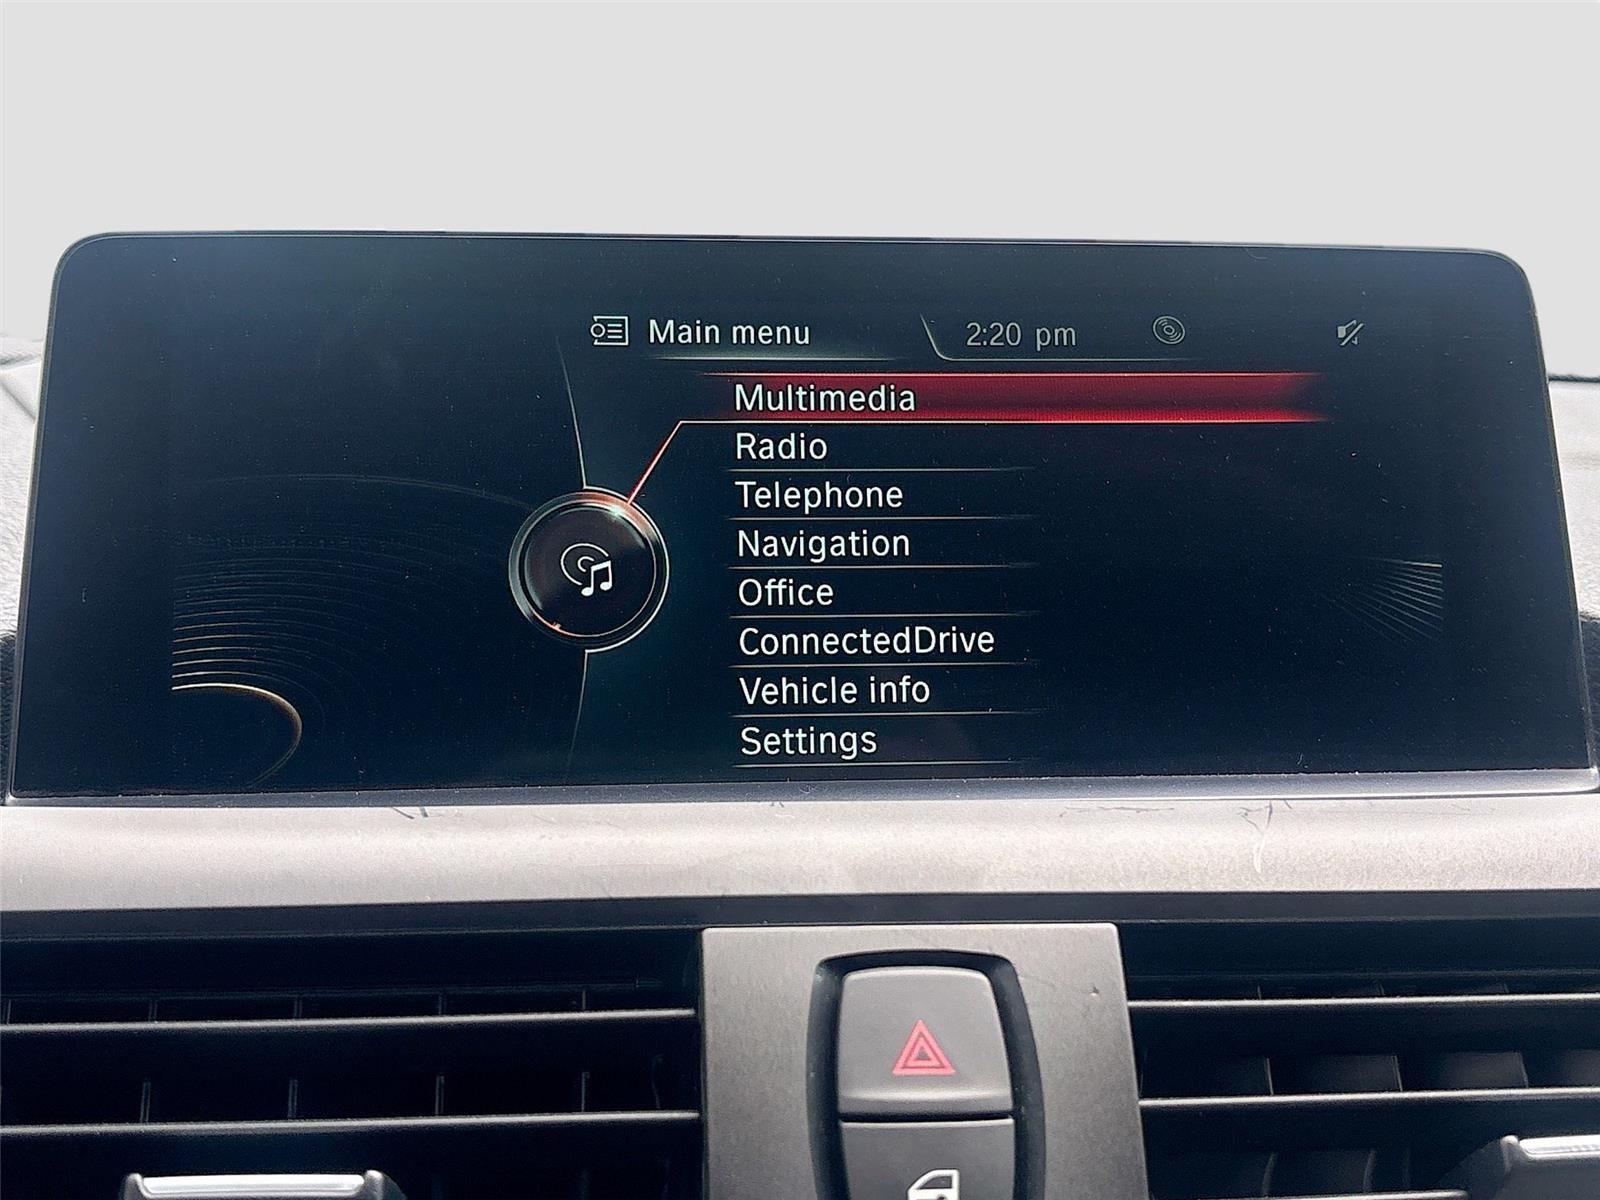 Main menu 2:20 pm
Multimedia
Radio
Telephone
Navigation
Office
ConnectedDrive
Vehicle info
Settings